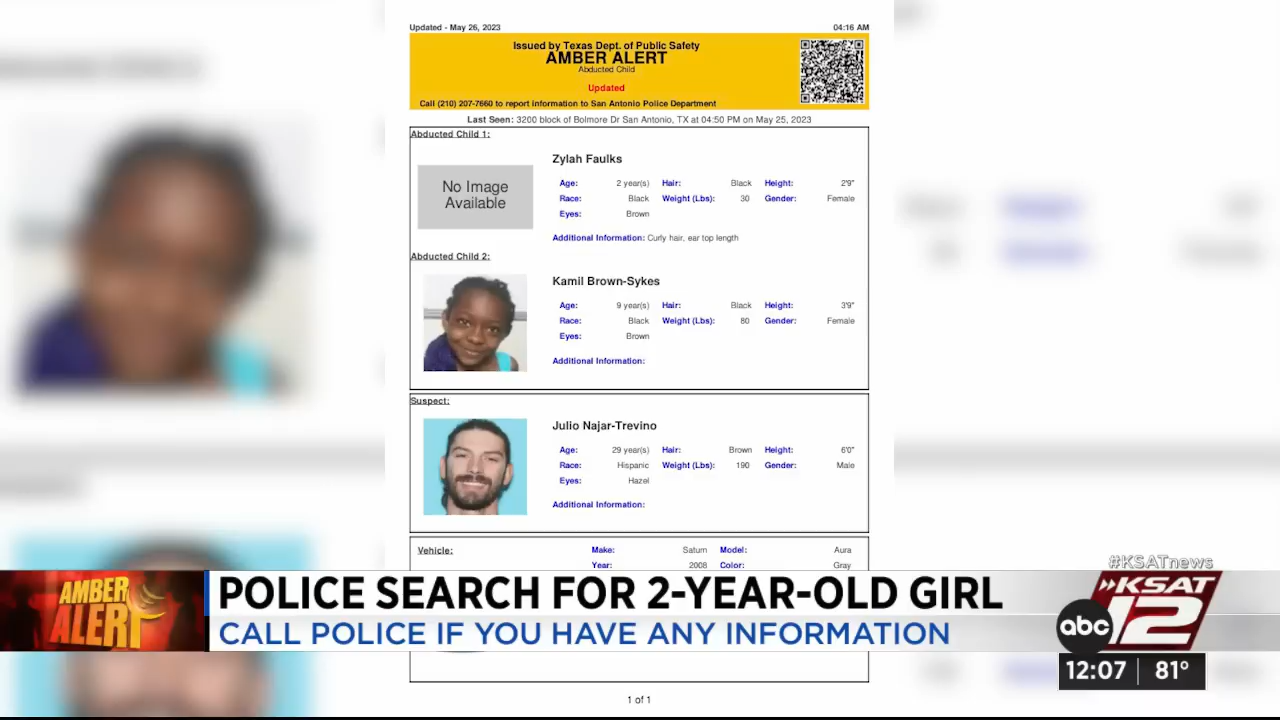 Updated - May 26, 2023 04:16 AM
Issued by Texas Dept. of Public Safety
AMBER ALERT
Abducted Child
Updated
Call (210) 207-7660 to report information to San Antonio Police Department
Last Seen: 3200 block of Bolmore Dr San Antonio, TX at 04:50 PM on May 25, 2023
Abducted Child 1:
No Image
Available
Zylah Faulks
Age: 2 year(s) Hair: Black Height: 2'9"
Race: Black Weight (Lbs): 30 Gender: Female
Eyes: Brown
Additional Information: Curly hair, ear top length
Abducted Child 2:
Kamil Brown-Sykes
Age: 9 year(s) Hair: Black Height: 3'9"
Race: Black Weight (Lbs): 80 Gender: Female
Eyes: Brown
Additional Information:
Suspect:
Julio Najar-Trevino
Age: 29 year(s) Hair: Brown Height: 6'0"
Race: Hispanic Weight (Lbs): 190 Gender: Male
Eyes: Hazel
Additional Information:
Vehicle: Make: Saturn Model: Aura
Year: 2008 Color: Gray
#KSATnews
AMBER
ALERT
POLICE SEARCH FOR 2-YEAR-OLD GIRL
CALL POLICE IF YOU HAVE ANY INFORMATION
KSAT
abc 12
12:07 81°
1 of 1